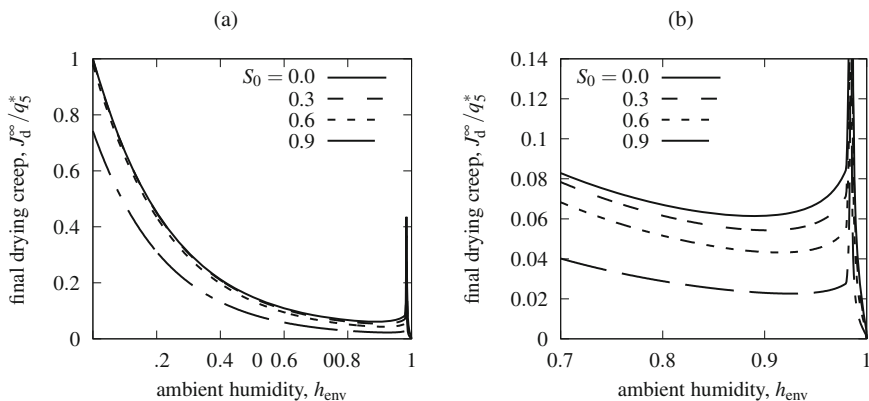 (a)
final drying creep, J_d^∞/q_5^*
1
0.8
0.6
0.4
0.2
0
S_0 = 0.0
0.3
0.6
0.9
.2 0.4 0 0.6 00.8 1
ambient humidity, h_env
(b)
final drying creep, J_d^∞/q_5^*
0.14
0.12
0.1
0.08
0.06
0.04
0.02
0
S_0 = 0.0
0.3
0.6
0.9
0.7 0.8 0.9 1
ambient humidity, h_env